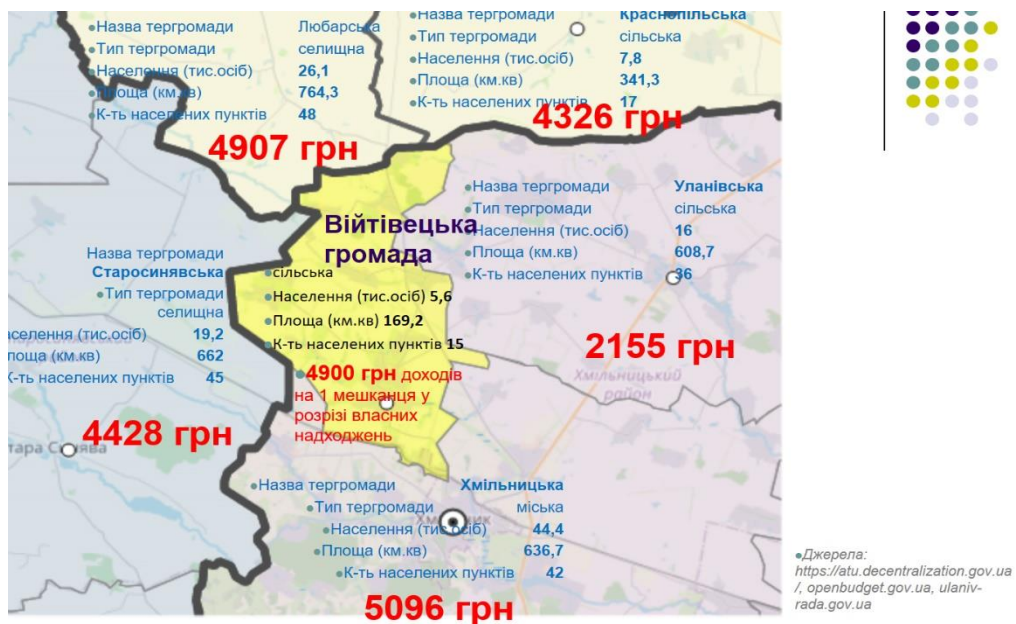 •Назва тергромади Любарська
•Тип тергромади селищна
•Населення (тис.осіб) 26,1
•Площа (км.кв) 764,3
•К-ть населених пунктів 48
4907 грн
•Назва тергромади Краснопільська
•Тип тергромади сільська
•Населення (тис.осіб) 7,8
•Площа (км.кв) 341,3
•К-ть населених пунктів 17
4326 грн
•Назва тергромади Уланівська
•Тип тергромади сільська
•Населення (тис.осіб) 16
•Площа (км.кв) 608,7
•К-ть населених пунктів 36
2155 грн
Хмільницький
район
Війтівецька
громада
•сільська
•Населення (тис.осіб) 5,6
•Площа (км.кв) 169,2
•К-ть населених пунктів 15
•4900 грн доходів
на 1 мешканця у
розрізі власних
надходжень
Назва тергромади
Старосинявська
•Тип тергромади
селищна
аселення (тис.осіб) 19,2
лоща (км.кв) 662
К-ть населених пунктів 45
4428 грн
•Назва тергромади Хмільницька
•Тип тергромади міська
•Населення (тис.осіб) 44,4
•Площа (км.кв) 636,7
•К-ть населених пунктів 42
5096 грн
•Джерела:
https://atu.decentralization.gov.ua
/, openbudget.gov.ua, ulaniv-
rada.gov.ua